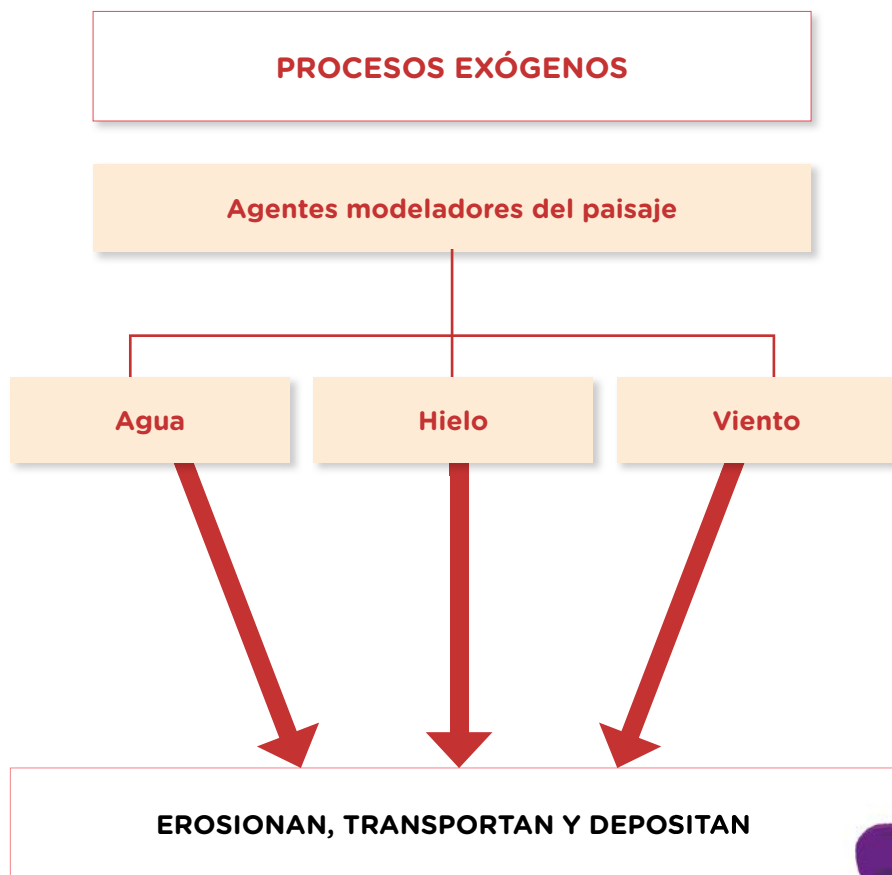 PROCESOS EXÓGENOS
Agentes modeladores del paisaje
Agua
Hielo
Viento
EROSIONAN, TRANSPORTAN Y DEPOSITAN